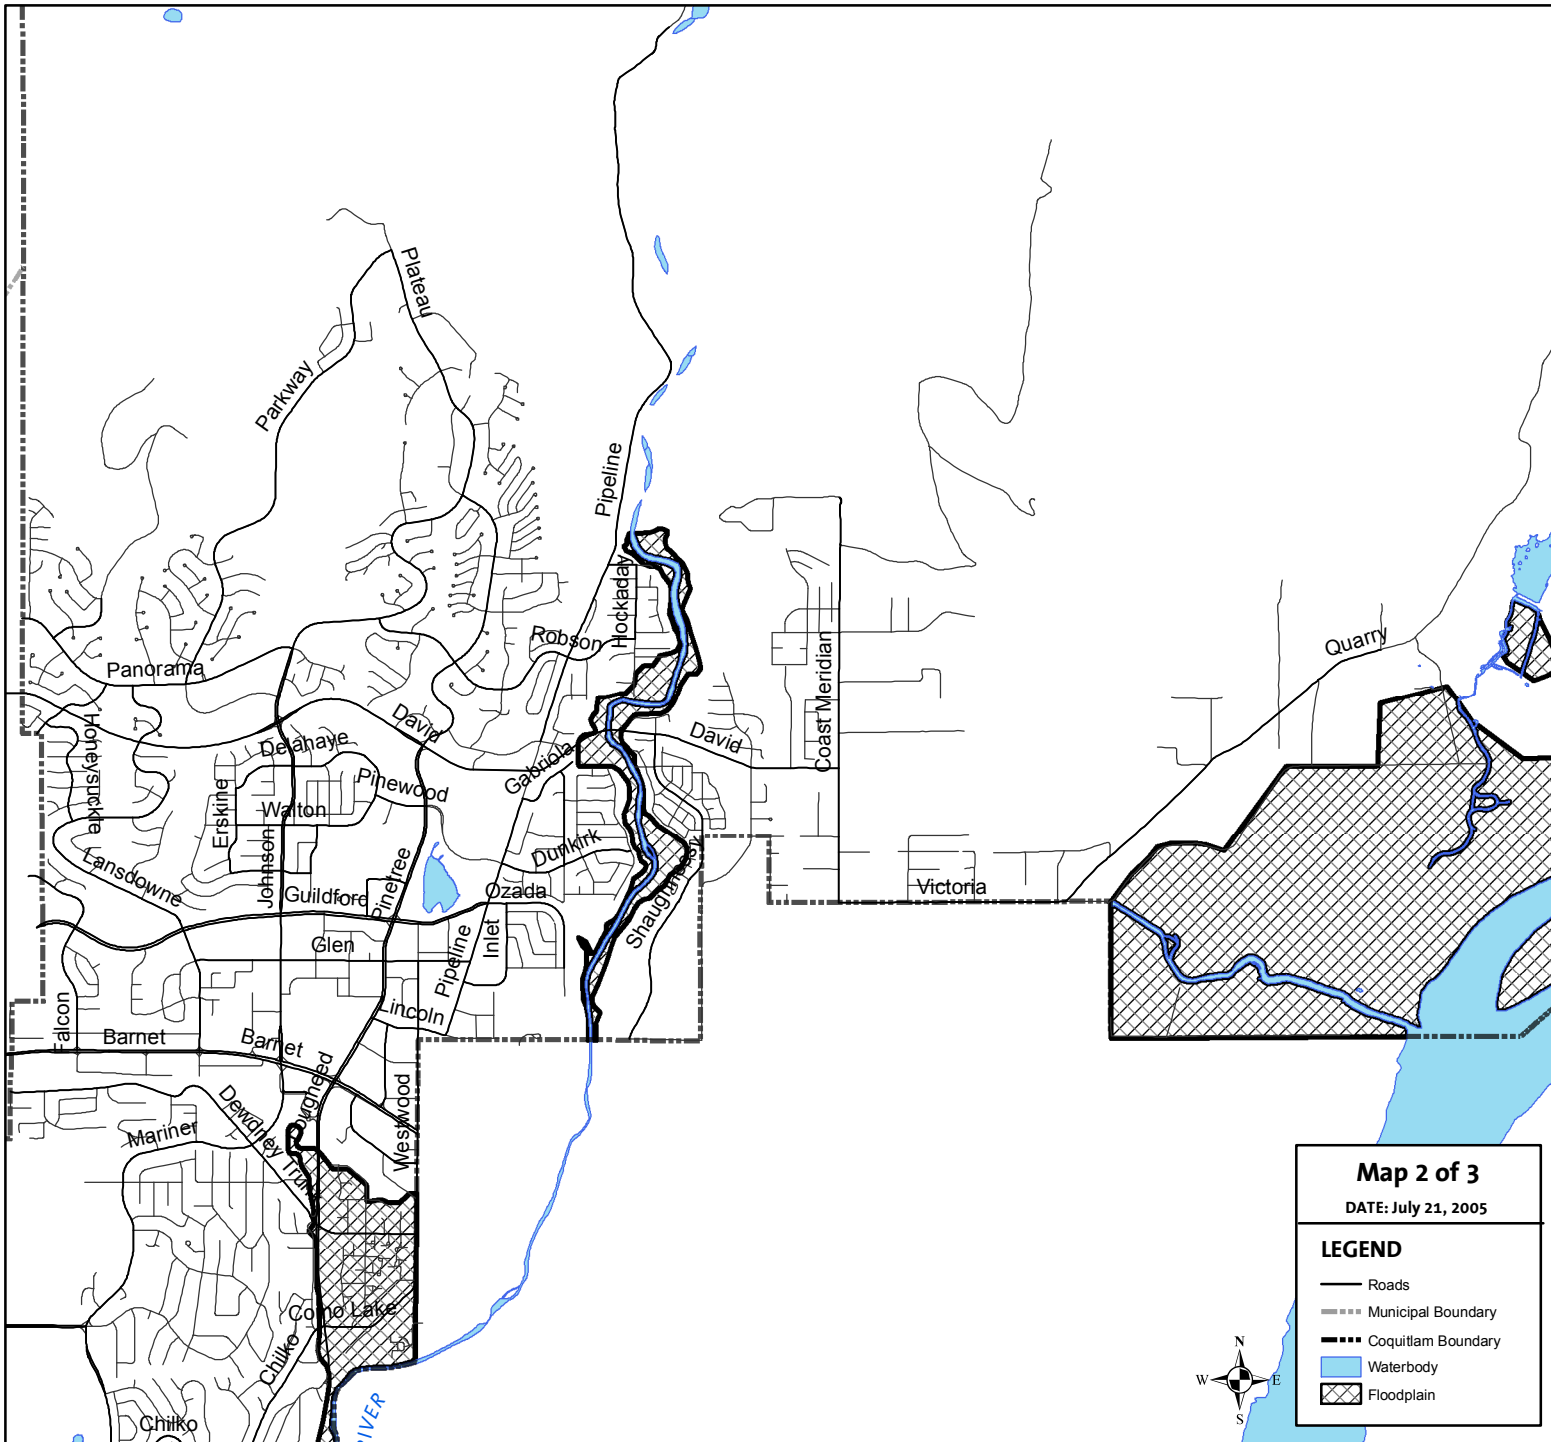 Plateau
Parkway
Pipeline
Hockaday
Robson
Panorama
Coast Meridian
Quarry
Honeysuckle
David
David
Delahaye
Gabriola
Pinewood
Erskine
Walton
Johnson
Dunkirk
Lansdowne
Pinetree
Guildford
Ozada
Shaughnessy
Victoria
Glen
Inlet
Pipeline
Lincoln
Falcon
Barnet
Barnet
Lougheed
Westwood
Dewdney Trunk
Mariner
Como Lake
Chilko
Chilko
RIVER
N
W E
S
Map 2 of 3
DATE: July 21, 2005
LEGEND
Roads
Municipal Boundary
Coquitlam Boundary
Waterbody
Floodplain